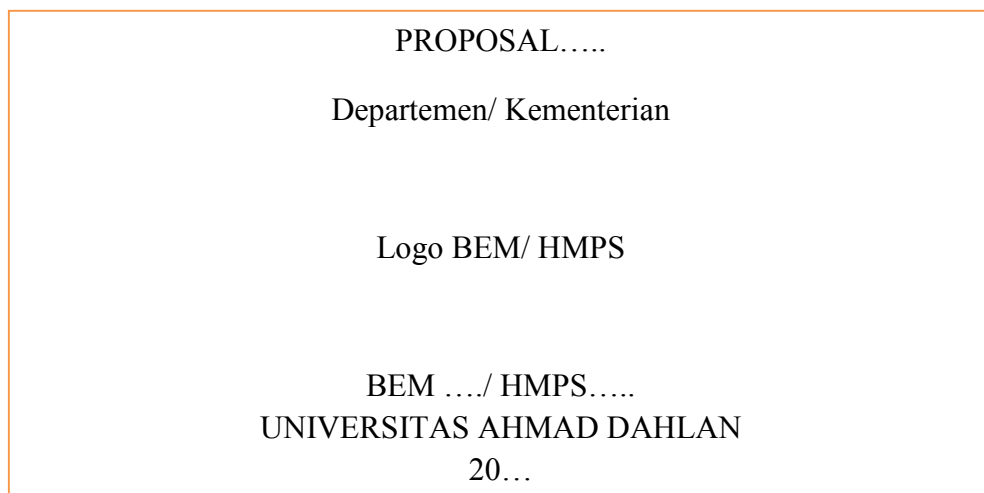 PROPOSAL…..
Departemen/ Kementerian
Logo BEM/ HMPS
BEM …./ HMPS…..
UNIVERSITAS AHMAD DAHLAN
20…